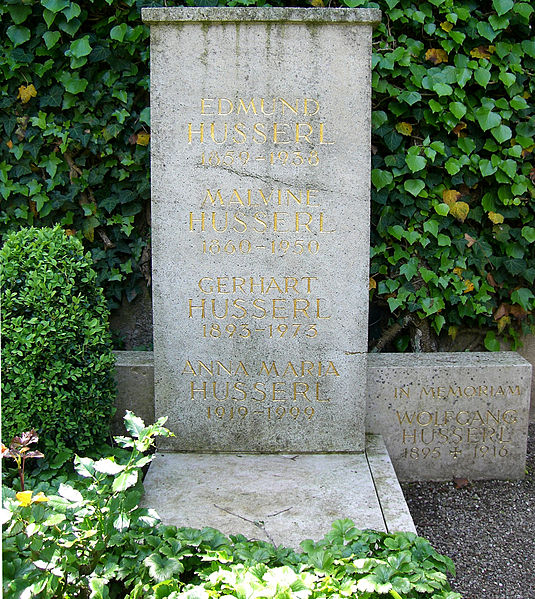 EDMUND
HUSSERL
1859-1938
MALVINE
HUSSERL
1860-1950
GERHART
HUSSERL
1893-1973
ANNA MARIA
HUSSERL
1919-1999
IN MEMORIAM
WOLFGANG
HUSSERL
1895 + 1916